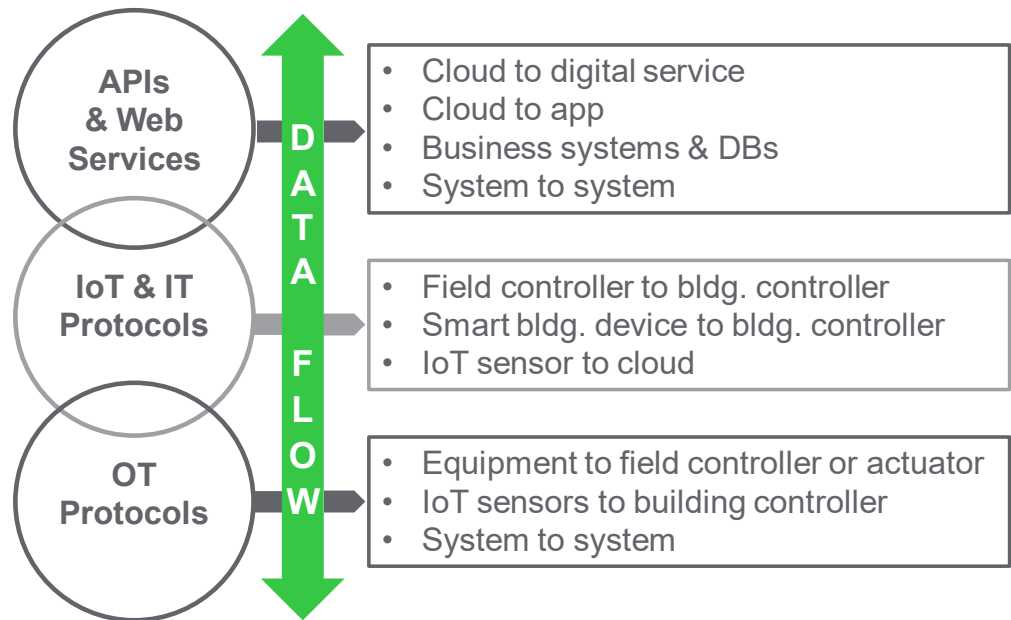 APIs
& Web
Services
• Cloud to digital service
• Cloud to app
• Business systems & DBs
• System to system
DATA FLOW
IoT & IT
Protocols
• Field controller to bldg. controller
• Smart bldg. device to bldg. controller
• IoT sensor to cloud
OT
Protocols
• Equipment to field controller or actuator
• IoT sensors to building controller
• System to system